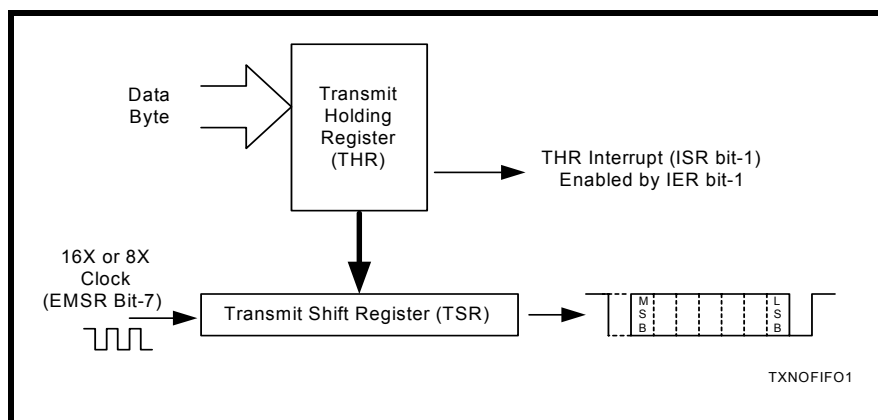 Data
Byte
Transmit
Holding
Register
(THR)
THR Interrupt (ISR bit-1)
Enabled by IER bit-1
16X or 8X
Clock
(EMSR Bit-7)
Transmit Shift Register (TSR)
M
S
B
L
S
B
TXNOFIFO1